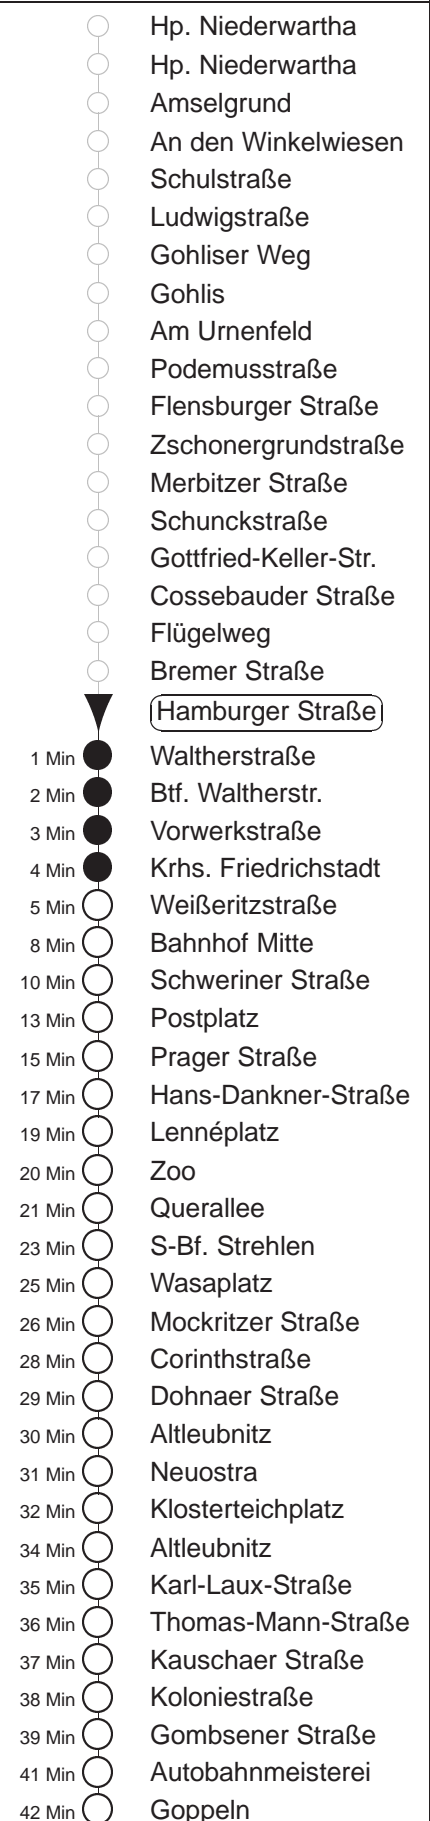 Hp. Niederwartha
Hp. Niederwartha
Amselgrund
An den Winkelwiesen
Schulstraße
Ludwigstraße
Gohliser Weg
Gohlis
Am Urnenfeld
Podemusstraße
Flensburger Straße
Zschonergrundstraße
Merbitzer Straße
Schunckstraße
Gottfried-Keller-Str.
Cossebauder Straße
Flügelweg
Bremer Straße
Hamburger Straße
1 Min Waltherstraße
2 Min Btf. Waltherstr.
3 Min Vorwerkstraße
4 Min Krhs. Friedrichstadt
5 Min Weißeritzstraße
8 Min Bahnhof Mitte
10 Min Schweriner Straße
13 Min Postplatz
15 Min Prager Straße
17 Min Hans-Dankner-Straße
19 Min Lennéplatz
20 Min Zoo
21 Min Querallee
23 Min S-Bf. Strehlen
25 Min Wasaplatz
26 Min Mockritzer Straße
28 Min Corinthstraße
29 Min Dohnaer Straße
30 Min Altleubnitz
31 Min Neuostra
32 Min Klosterteichplatz
34 Min Altleubnitz
35 Min Karl-Laux-Straße
36 Min Thomas-Mann-Straße
37 Min Kauschaer Straße
38 Min Koloniestraße
39 Min Gombsener Straße
41 Min Autobahnmeisterei
42 Min Goppeln